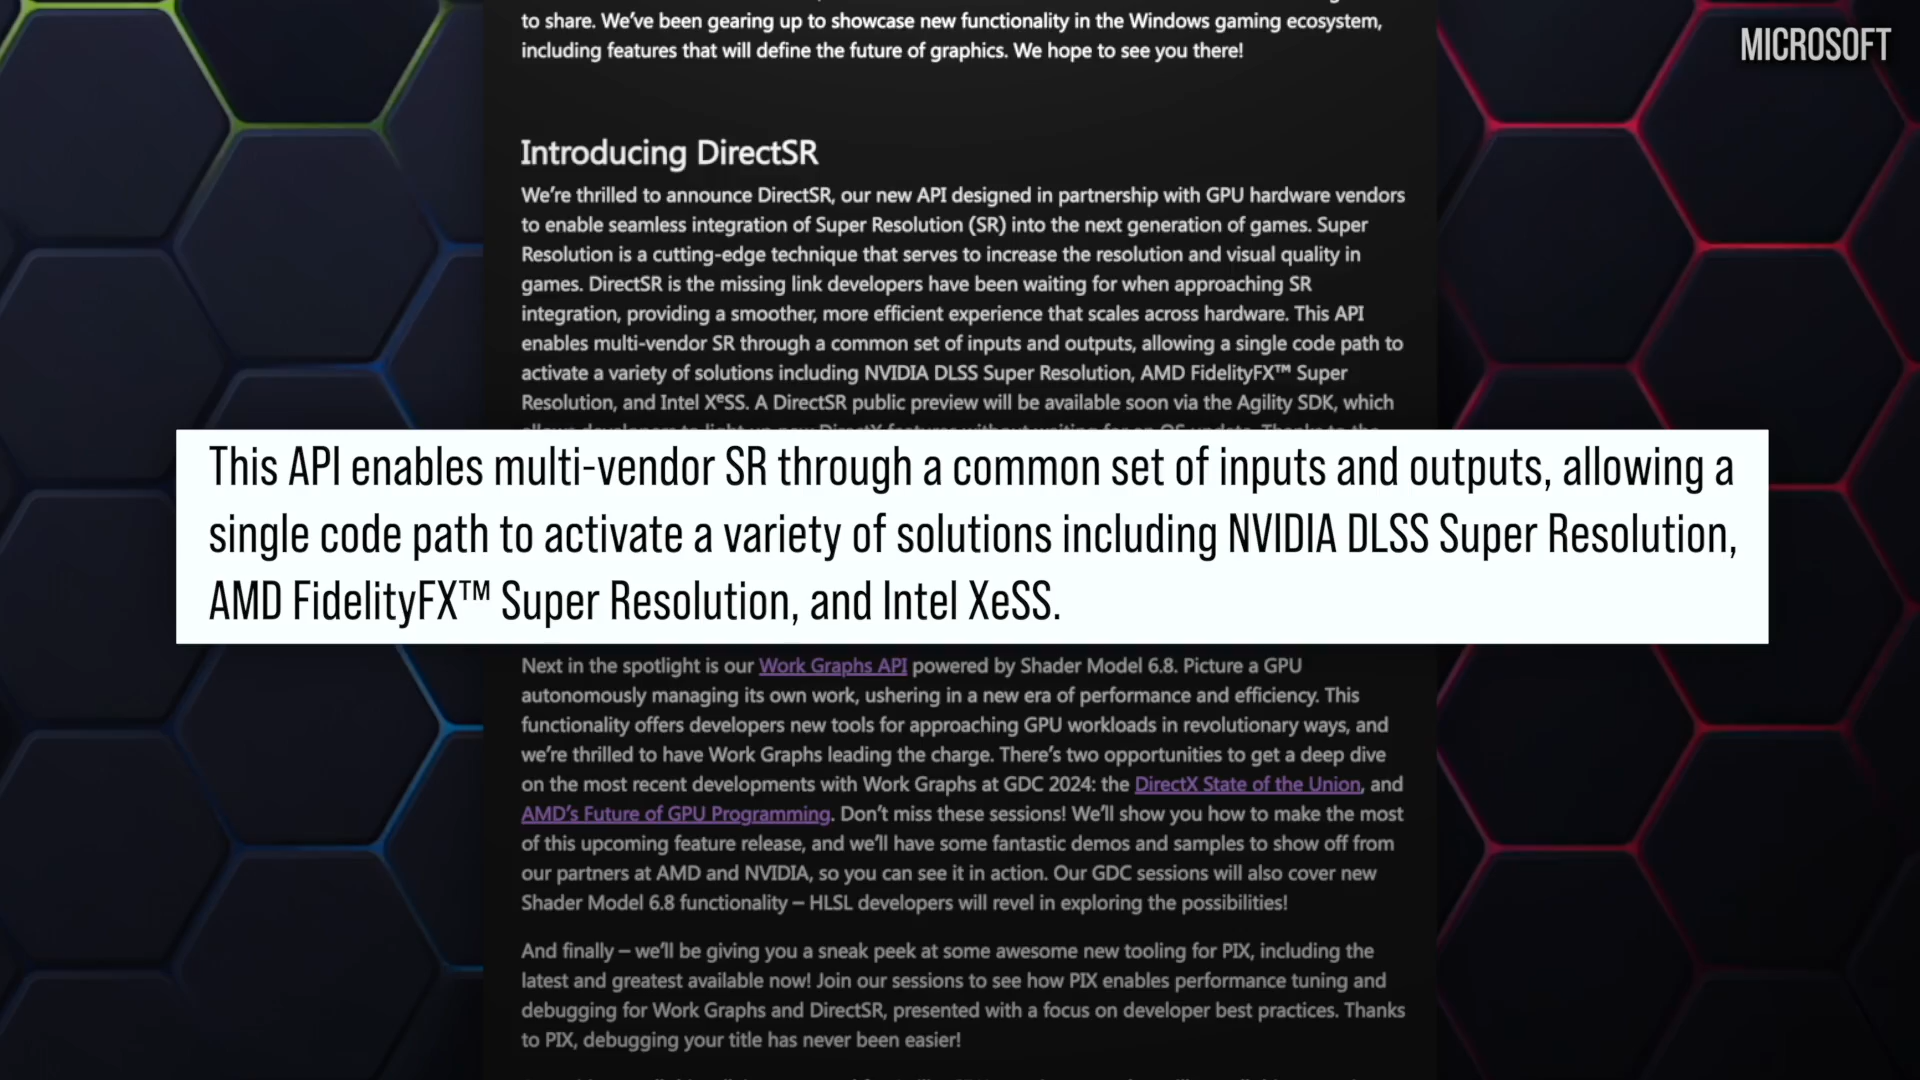 to share. We've been gearing up to showcase new functionality in the Windows gaming ecosystem,
including features that will define the future of graphics. We hope to see you there!
MICROSOFT
Introducing DirectSR
We're thrilled to announce DirectSR, our new API designed in partnership with GPU hardware vendors
to enable seamless integration of Super Resolution (SR) into the next generation of games. Super
Resolution is a cutting-edge technique that serves to increase the resolution and visual quality in
games. DirectSR is the missing link developers have been waiting for when approaching SR
integration, providing a smoother, more efficient experience that scales across hardware. This API
enables multi-vendor SR through a common set of inputs and outputs, allowing a single code path to
activate a variety of solutions including NVIDIA DLSS Super Resolution, AMD FidelityFX™ Super
Resolution, and Intel XᵉSS. A DirectSR public preview will be available soon via the Agility SDK, which
This API enables multi-vendor SR through a common set of inputs and outputs, allowing a
single code path to activate a variety of solutions including NVIDIA DLSS Super Resolution,
AMD FidelityFX™ Super Resolution, and Intel XeSS.
Next in the spotlight is our Work Graphs API powered by Shader Model 6.8. Picture a GPU
autonomously managing its own work, ushering in a new era of performance and efficiency. This
functionality offers developers new tools for approaching GPU workloads in revolutionary ways, and
we're thrilled to have Work Graphs leading the charge. There's two opportunities to get a deep dive
on the most recent developments with Work Graphs at GDC 2024: the DirectX State of the Union, and
AMD's Future of GPU Programming. Don't miss these sessions! We'll show you how to make the most
of this upcoming feature release, and we'll have some fantastic demos and samples to show off from
our partners at AMD and NVIDIA, so you can see it in action. Our GDC sessions will also cover new
Shader Model 6.8 functionality – HLSL developers will revel in exploring the possibilities!
And finally – we'll be giving you a sneak peek at some awesome new tooling for PIX, including the
latest and greatest available now! Join our sessions to see how PIX enables performance tuning and
debugging for Work Graphs and DirectSR, presented with a focus on developer best practices. Thanks
to PIX, debugging your title has never been easier!